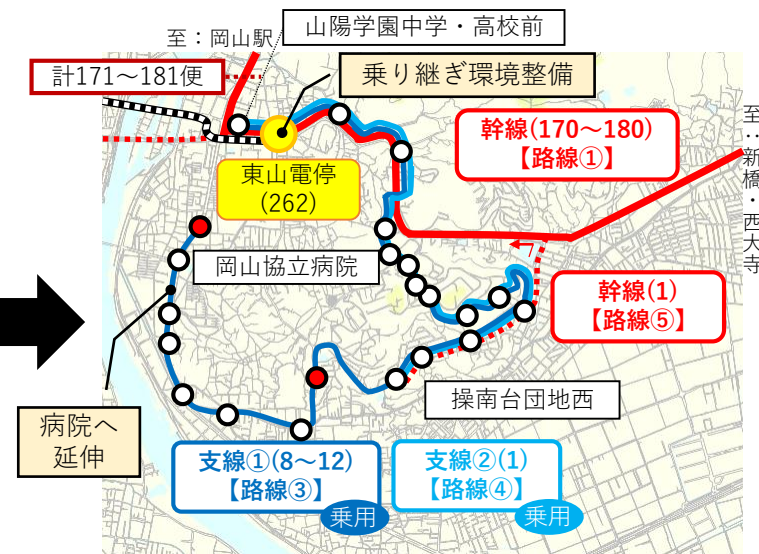 至：岡山駅
山陽学園中学・高校前
計171～181便
乗り継ぎ環境整備
幹線(170～180)
【路線①】
至：新橋・西大寺
東山電停
(262)
岡山協立病院
幹線(1)
【路線⑤】
操南台団地西
病院へ
延伸
支線①(8～12)
【路線③】
乗用
支線②(1)
【路線④】
乗用